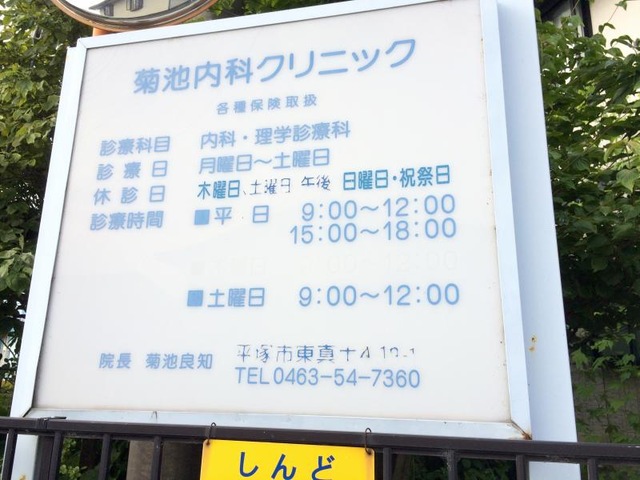 菊池内科クリニック
各種保険取扱
診療科目 内科・理学診療科
診療日 月曜日〜土曜日
休診日 木曜日、土曜日午後 日曜日・祝祭日
診療時間 ■平日 9:00〜12:00
15:00〜18:00
■土曜日 9:00〜12:00
平塚市東真土4-
院長 菊池良知
TEL 0463-54-7360
しんど